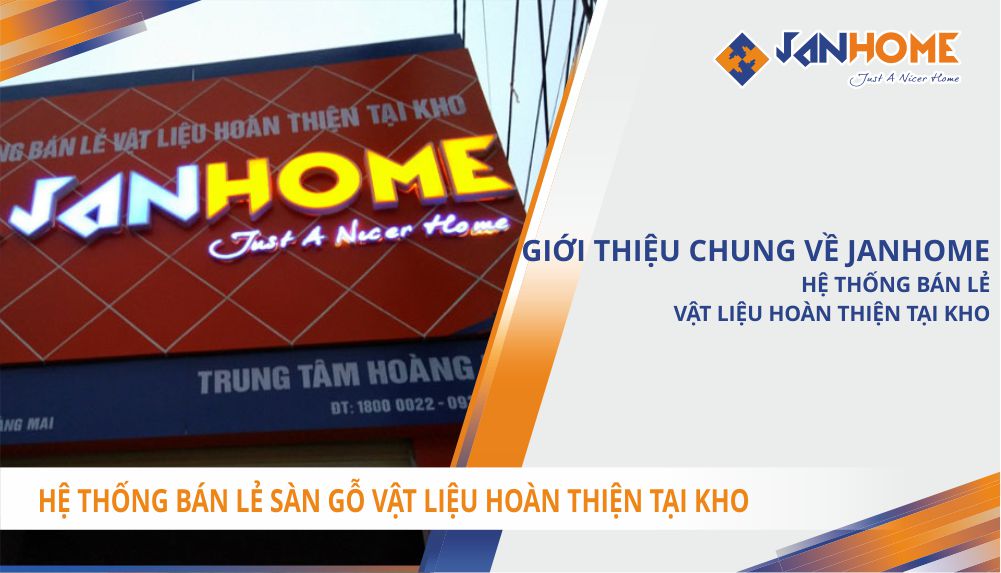 JANHOME
Just A Nicer Home
BÁN LẺ VẬT LIỆU HOÀN THIỆN TẠI KHO
JANHOME
Just A Nicer Home
GIỚI THIỆU CHUNG VỀ JANHOME
HỆ THỐNG BÁN LẺ
VẬT LIỆU HOÀN THIỆN TẠI KHO
TRUNG TÂM HOÀNG
ĐT: 1800 0022 - 09
MAI
HỆ THỐNG BÁN LẺ SÀN GỖ VẬT LIỆU HOÀN THIỆN TẠI KHO